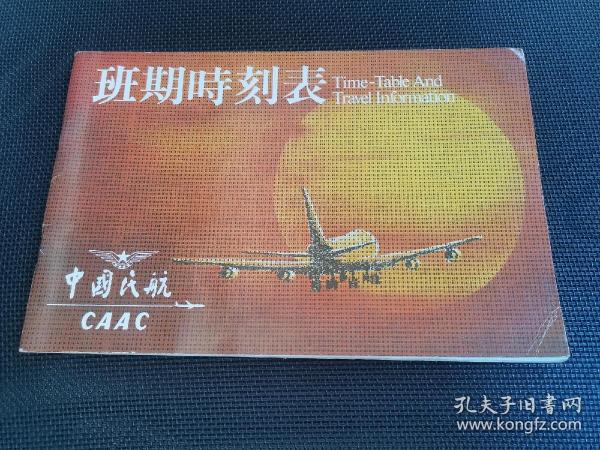 班期時刻表
Time-Table And
Travel Information
中國民航
CAAC
孔夫子旧书网
www.kongfz.com